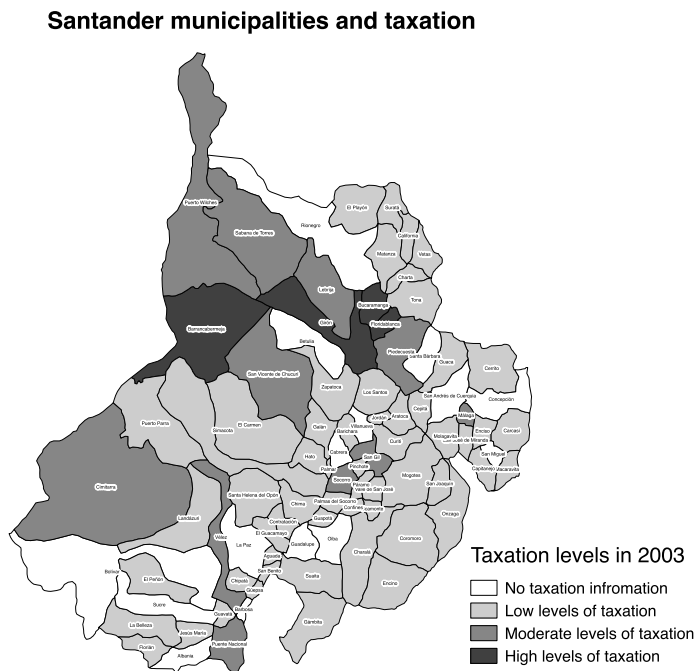 Santander municipalities and taxation
Puerto Wilches
Sabana de Torres
Rionegro
El Playón
Suratá
California
Matanza
Vetas
Charta
Lebrija
Bucaramanga
Tona
Girón
Floridablanca
Barrancabermeja
Betulia
Piedecuesta
Santa Bárbara
Guaca
Cerrito
San Vicente de Chucurí
Zapatoca
Los Santos
San Andrés
Concepción
Cepitá
Málaga
Puerto Parra
Simacota
El Carmen
Galán
Villanueva
Barichara
Jordán
Aratoca
Molagavita
Enciso
Carcasí
San José de Miranda
Curití
Cabrera
Hato
San Gil
San Miguel
Palmar
Pinchote
Capitanejo
Macaravita
Mogotes
Socorro
Páramo
Valle de San José
San Joaquín
Cimitarra
Santa Helena del Opón
Chima
Palmas del Socorro
Confines
Landázuri
Contratación
Guapotá
Onzaga
Vélez
El Guacamayo
La Paz
Guadalupe
Oiba
Coromoro
Charalá
Aguada
Bolívar
San Benito
El Peñón
Chipatá
Suaita
Encino
Güepsa
Sucre
Barbosa
Guavatá
La Belleza
Jesús María
Gámbita
Puente Nacional
Florián
Albania
Taxation levels in 2003
No taxation infromation
Low levels of taxation
Moderate levels of taxation
High levels of taxation